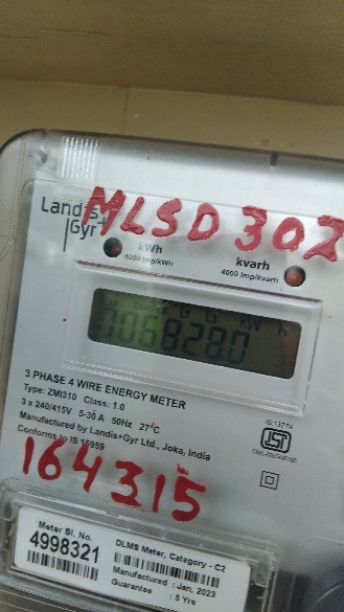 MLSD 302
Landis+
Gyr+
kWh
4000 Imp/kWh
kvarh
4000 Imp/kvarh
kW h
006828.0
3 PHASE 4 WIRE ENERGY METER
Type: ZMI310 Class: 1.0
3 x 240/415V 5-30 A 50Hz 27°C
Manufactured by Landis+Gyr Ltd., Joka, India
Conforms to IS 15959
164315
Meter Sl. No.
4998321
DLMS Meter, Category - C2
Manufactured : Jan, 2023
Guarantee : 5 Yrs